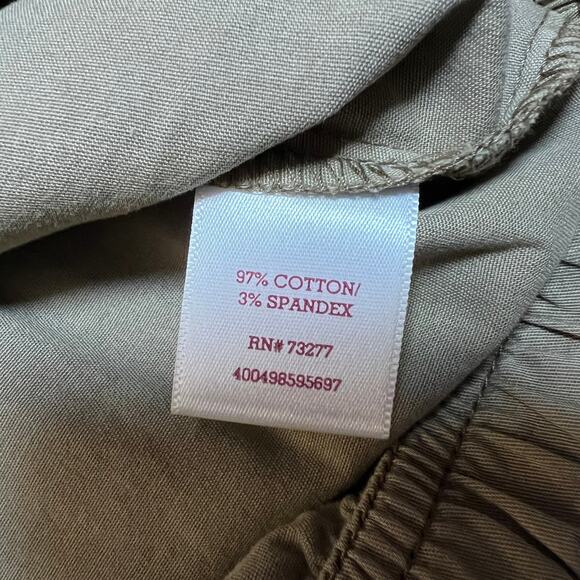 97% COTTON/
3% SPANDEX
RN# 73277
400498595697